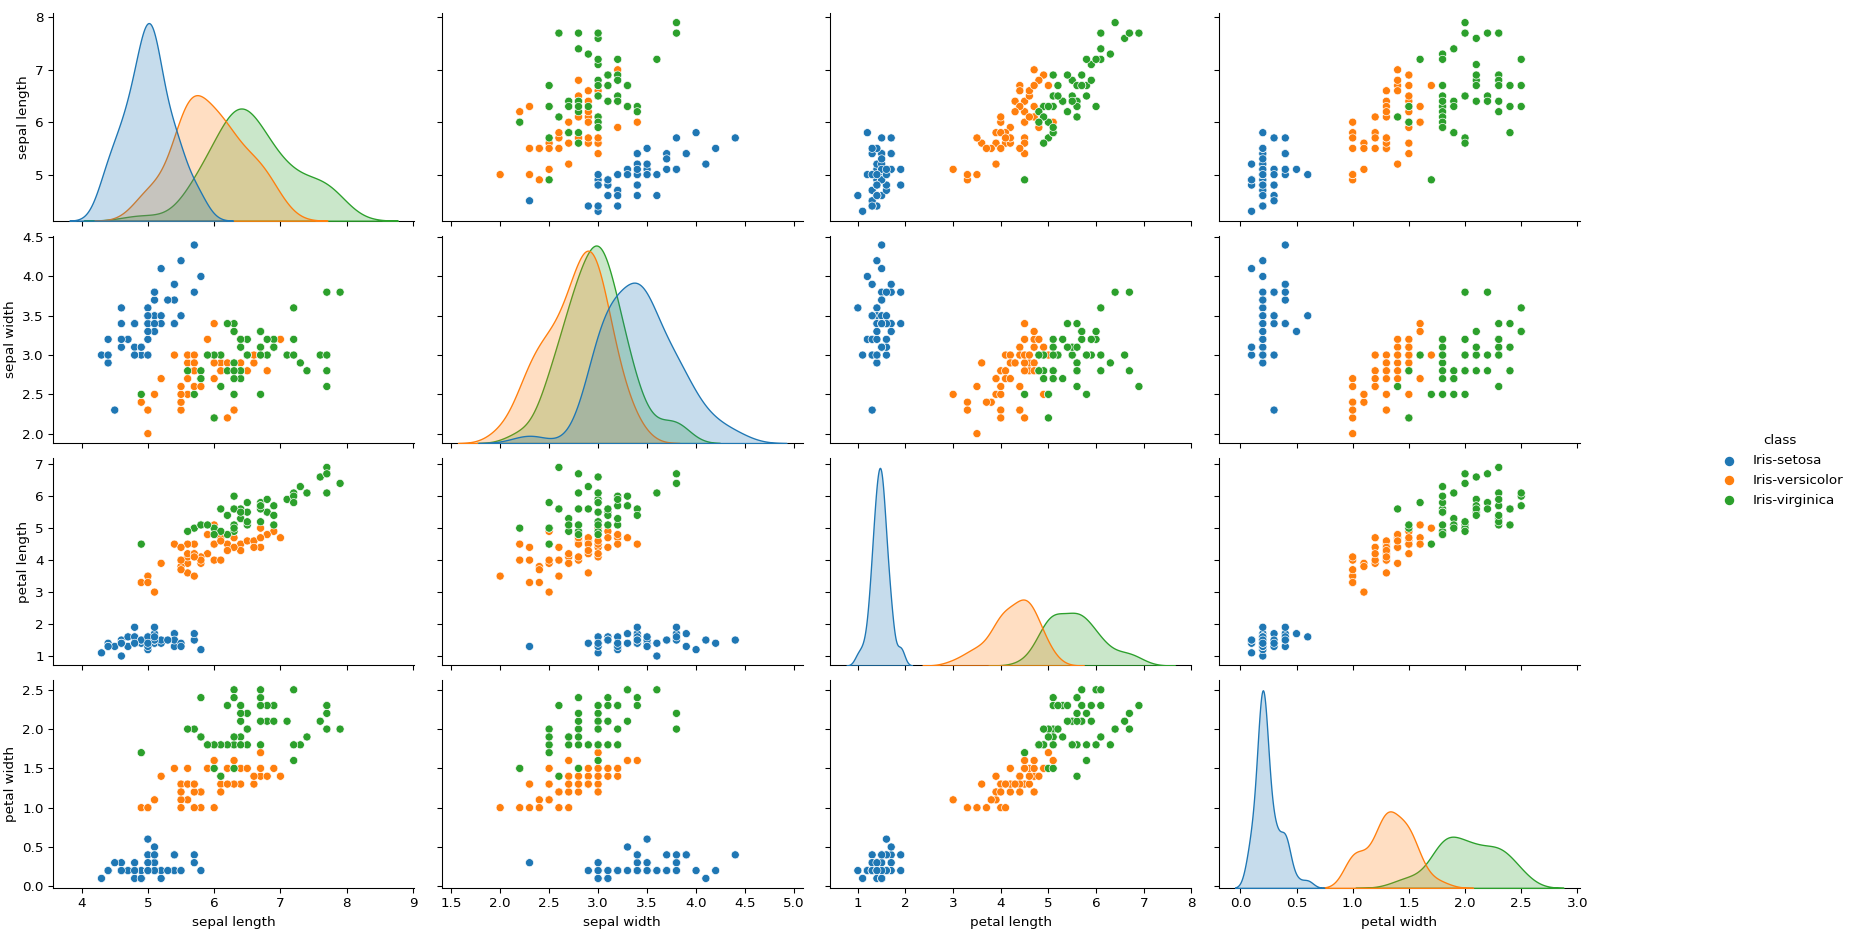 8
7
6
5
sepal length
4.5
4.0
3.5
3.0
2.5
2.0
sepal width
class
Iris-setosa
Iris-versicolor
Iris-virginica
7
6
5
4
3
2
1
petal length
2.5
2.0
1.5
1.0
0.5
0.0
petal width
4 5 6 7 8 9
sepal length
1.5 2.0 2.5 3.0 3.5 4.0 4.5 5.0
sepal width
1 2 3 4 5 6 7 8
petal length
0.0 0.5 1.0 1.5 2.0 2.5 3.0
petal width